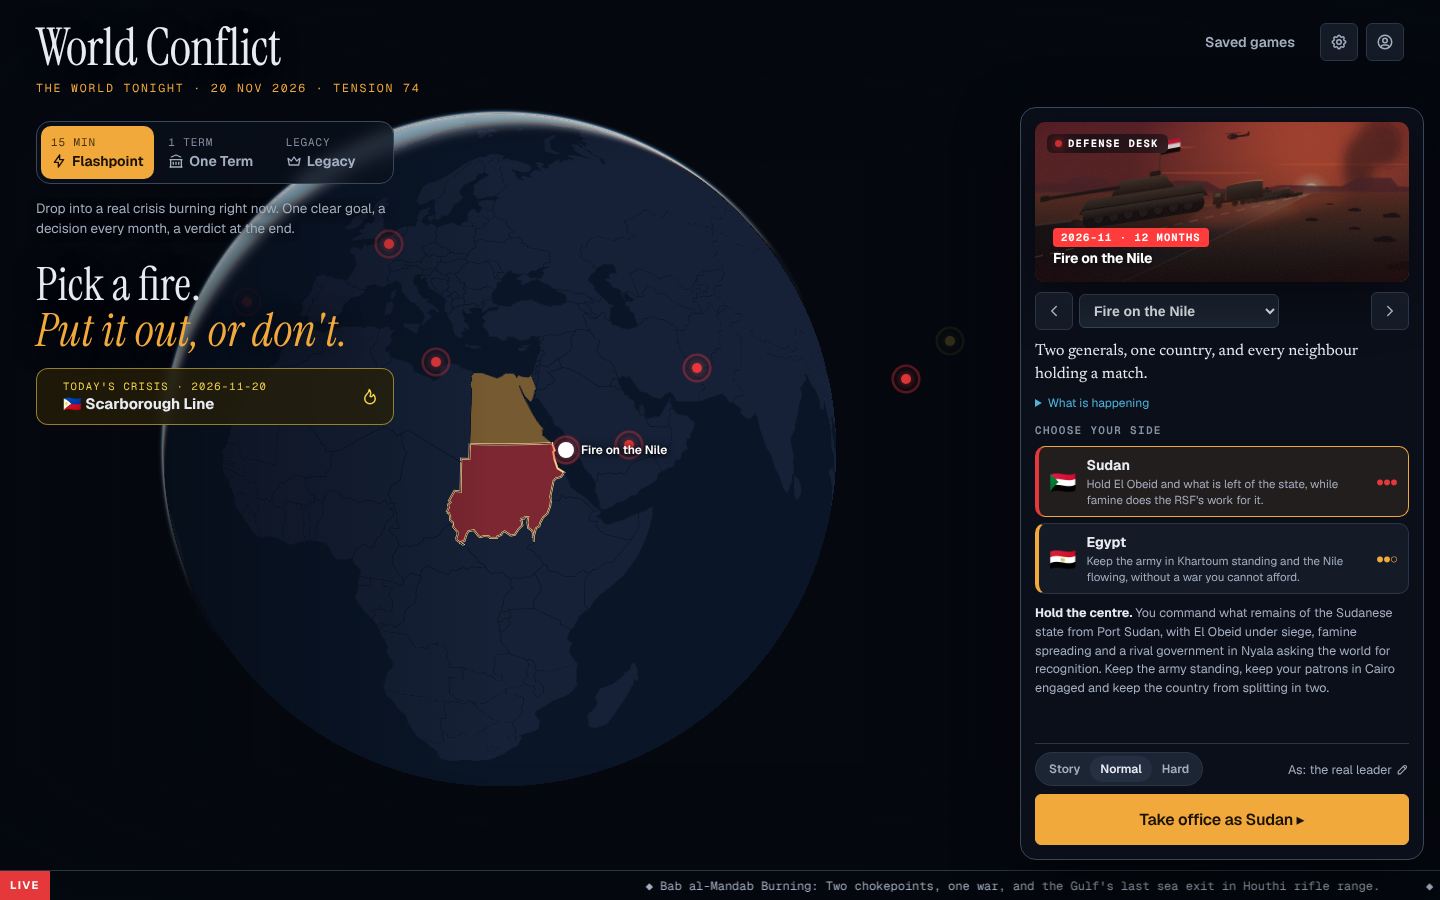 World Conflict
THE WORLD TONIGHT · 20 NOV 2026 · TENSION 74
Saved games
15 MIN
Flashpoint
1 TERM
One Term
LEGACY
Legacy
Drop into a real crisis burning right now. One clear goal, a
decision every month, a verdict at the end.
Pick a fire.
Put it out, or don't.
TODAY'S CRISIS · 2026-11-20
🇵🇭 Scarborough Line
Fire on the Nile
DEFENSE DESK
2026-11 · 12 MONTHS
Fire on the Nile
Fire on the Nile
Two generals, one country, and every neighbour
holding a match.
▶ What is happening
CHOOSE YOUR SIDE
Sudan
Hold El Obeid and what is left of the state, while
famine does the RSF's work for it.
Egypt
Keep the army in Khartoum standing and the Nile
flowing, without a war you cannot afford.
Hold the centre. You command what remains of the Sudanese
state from Port Sudan, with El Obeid under siege, famine
spreading and a rival government in Nyala asking the world for
recognition. Keep the army standing, keep your patrons in Cairo
engaged and keep the country from splitting in two.
Story Normal Hard
As: the real leader
Take office as Sudan ▸
LIVE
◆ Bab al-Mandab Burning: Two chokepoints, one war, and the Gulf's last sea exit in Houthi rifle range. ◆